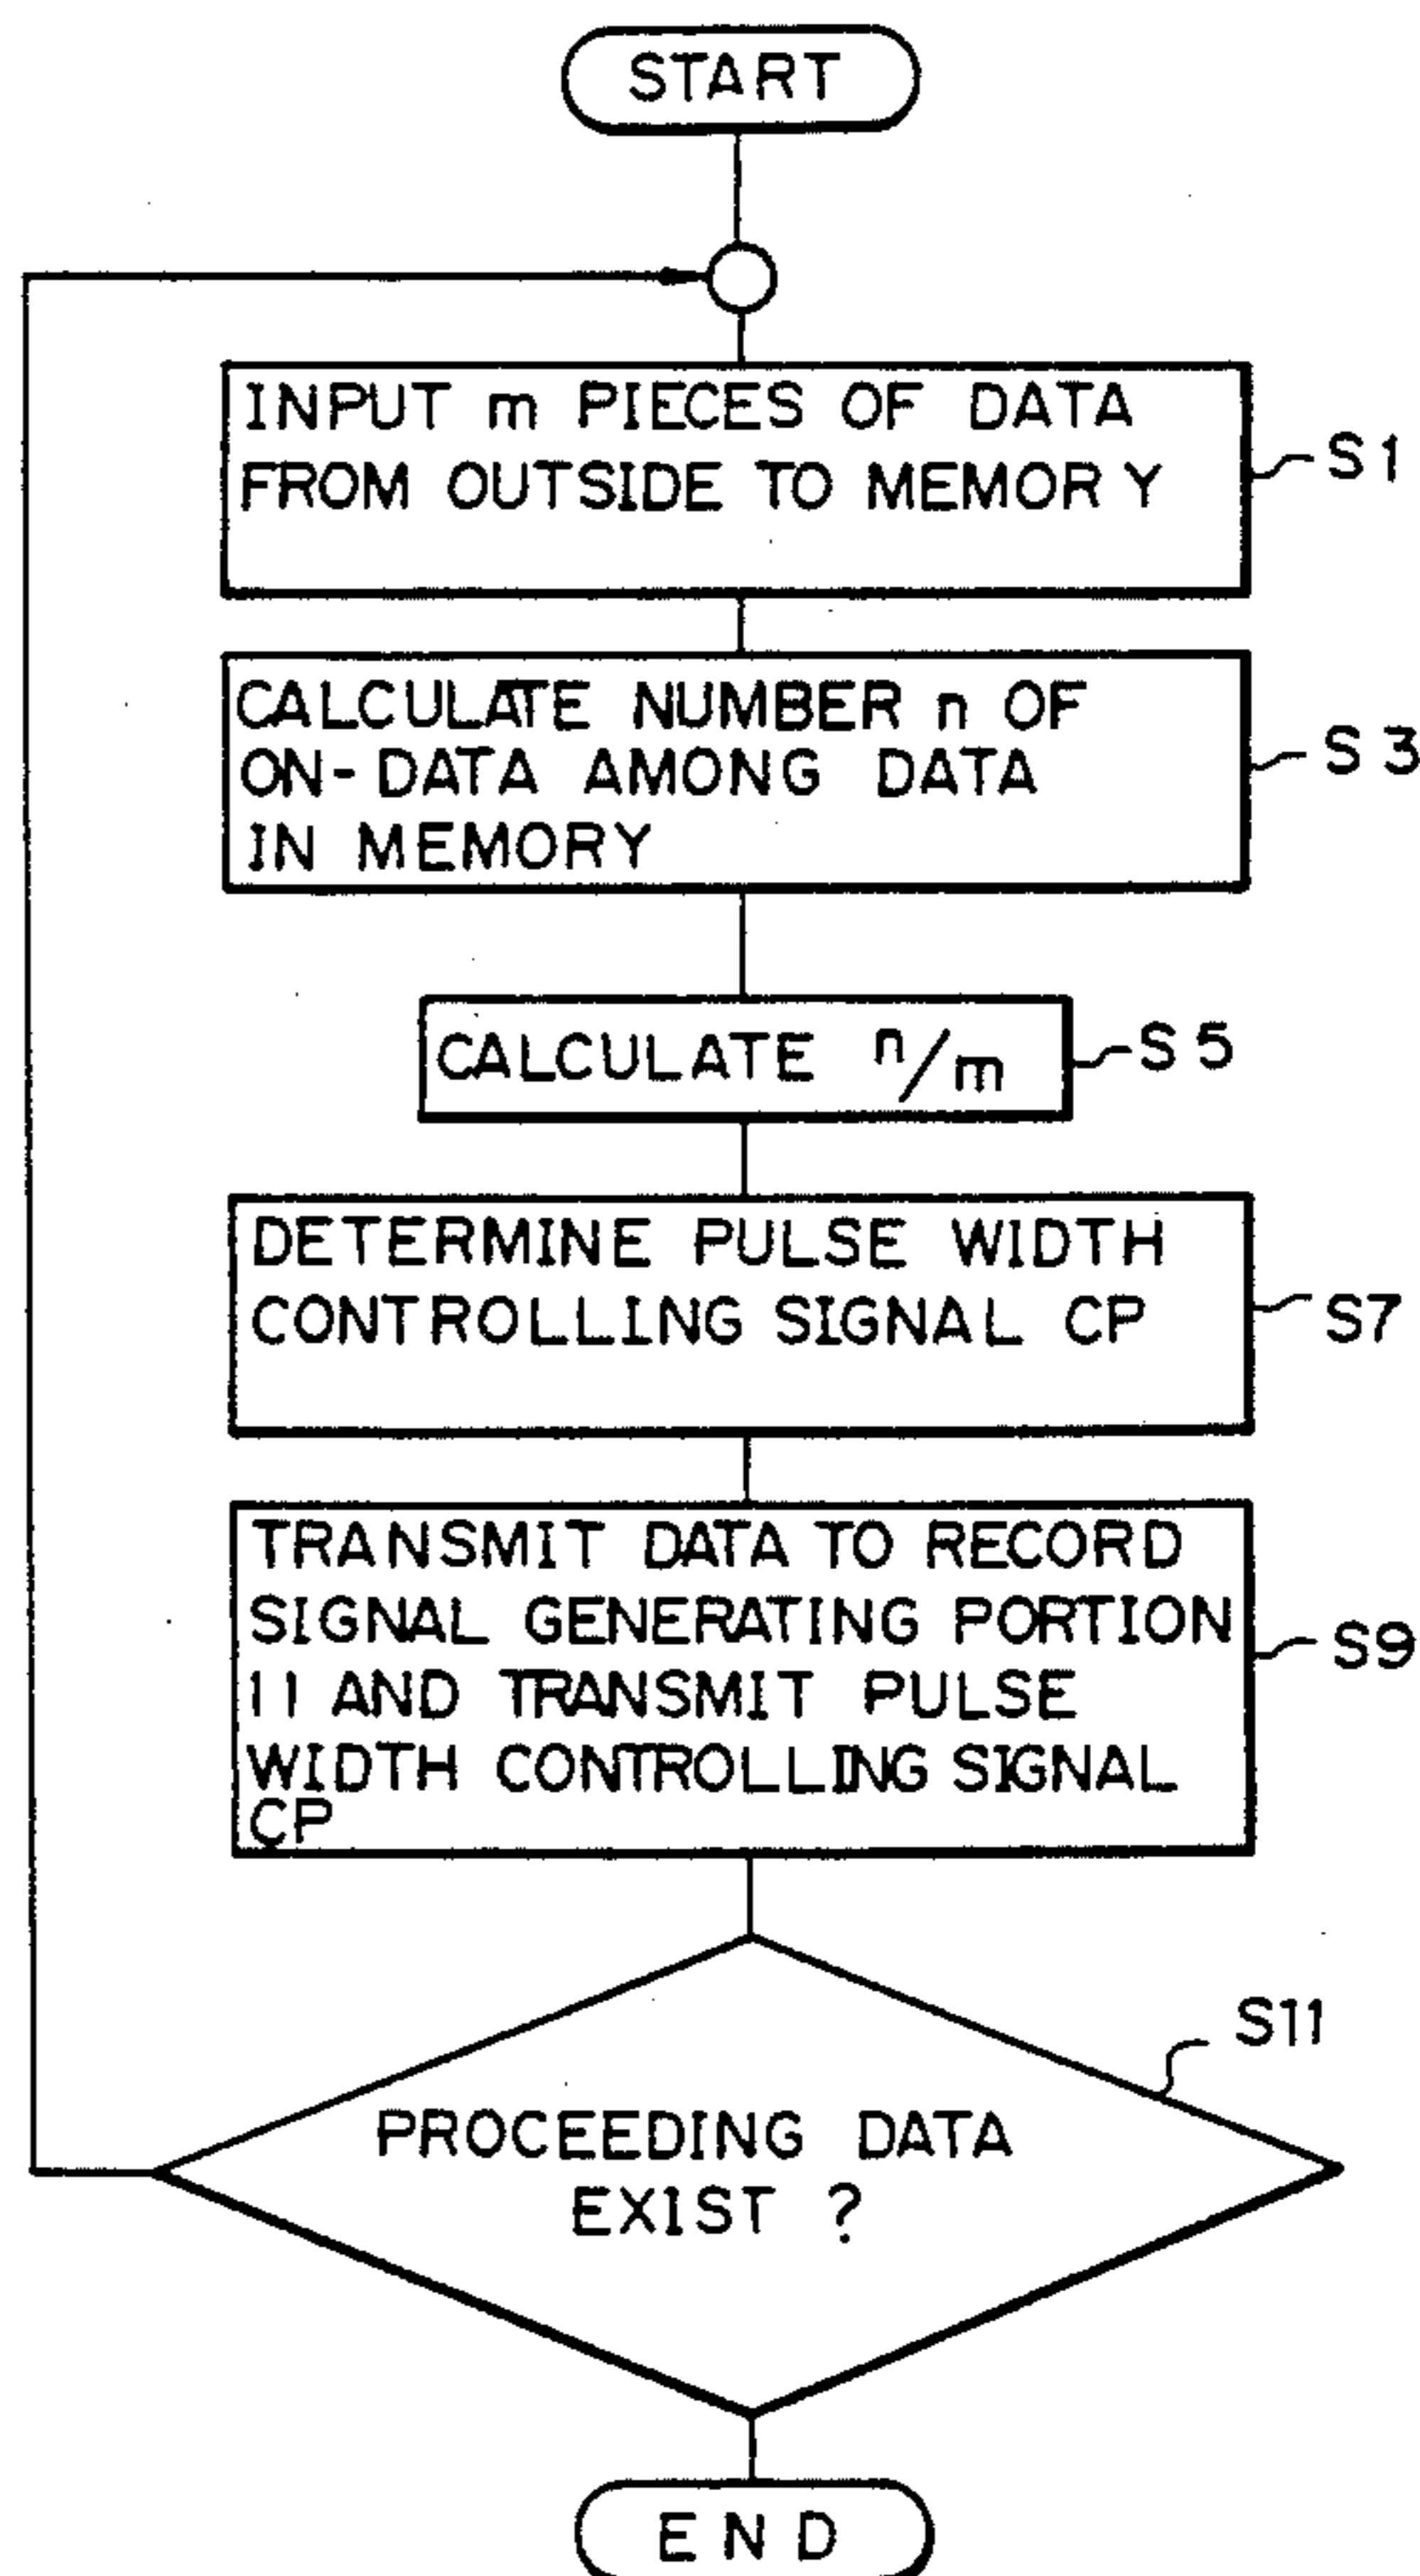 START
INPUT m PIECES OF DATA
FROM OUTSIDE TO MEMORY
S1
CALCULATE NUMBER n OF
ON-DATA AMONG DATA
IN MEMORY
S3
CALCULATE n/m
S5
DETERMINE PULSE WIDTH
CONTROLLING SIGNAL CP
S7
TRANSMIT DATA TO RECORD
SIGNAL GENERATING PORTION
11 AND TRANSMIT PULSE
WIDTH CONTROLLING SIGNAL
CP
S9
S11
PROCEEDING DATA
EXIST ?
END